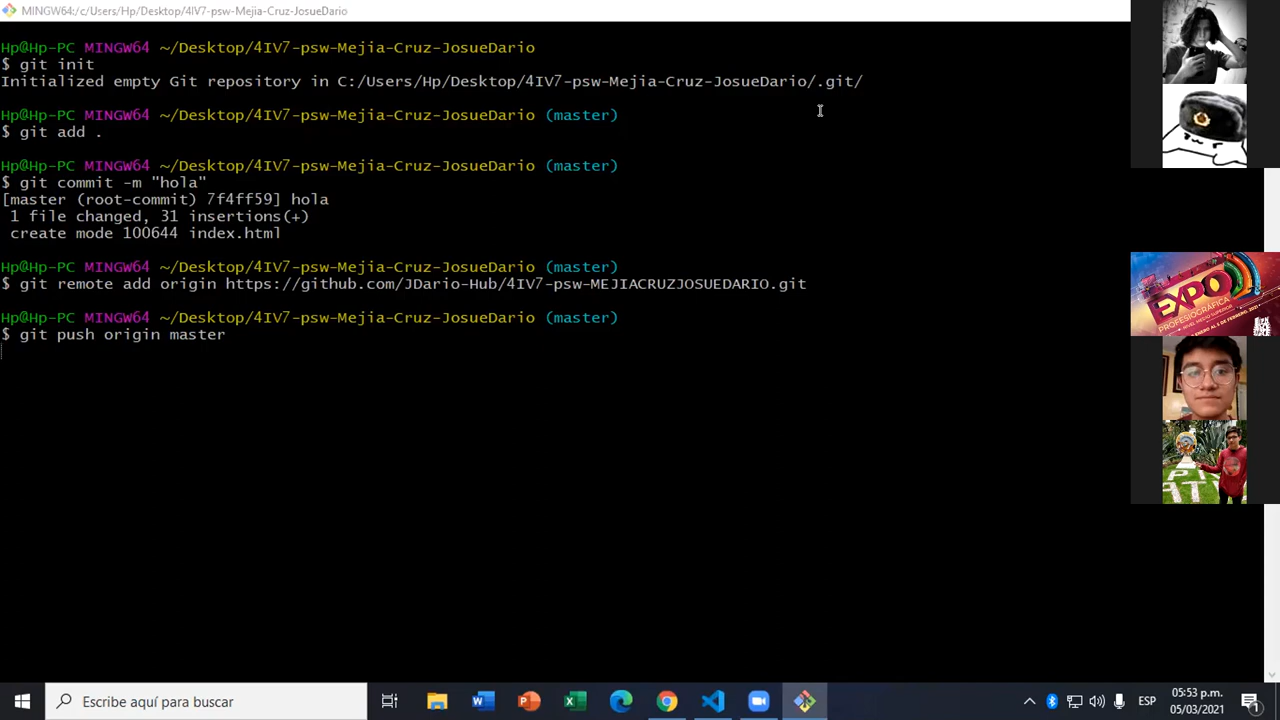 MINGW64:/c/Users/Hp/Desktop/4IV7-psw-Mejia-Cruz-JosueDario
Hp@Hp-PC MINGW64 ~/Desktop/4IV7-psw-Mejia-Cruz-JosueDario
$ git init
Initialized empty Git repository in C:/Users/Hp/Desktop/4IV7-psw-Mejia-Cruz-JosueDario/.git/
Hp@Hp-PC MINGW64 ~/Desktop/4IV7-psw-Mejia-Cruz-JosueDario (master)
$ git add .
Hp@Hp-PC MINGW64 ~/Desktop/4IV7-psw-Mejia-Cruz-JosueDario (master)
$ git commit -m "hola"
[master (root-commit) 7f4ff59] hola
1 file changed, 31 insertions(+)
create mode 100644 index.html
Hp@Hp-PC MINGW64 ~/Desktop/4IV7-psw-Mejia-Cruz-JosueDario (master)
$ git remote add origin https://github.com/JDario-Hub/4IV7-psw-MEJIACRUZJOSUEDARIO.git
Hp@Hp-PC MINGW64 ~/Desktop/4IV7-psw-Mejia-Cruz-JosueDario (master)
$ git push origin master
EXPO
PROFESIOGRÁFICA
NIVEL MEDIO SUPERIOR
Escribe aquí para buscar
ESP
05:53 p.m.
05/03/2021